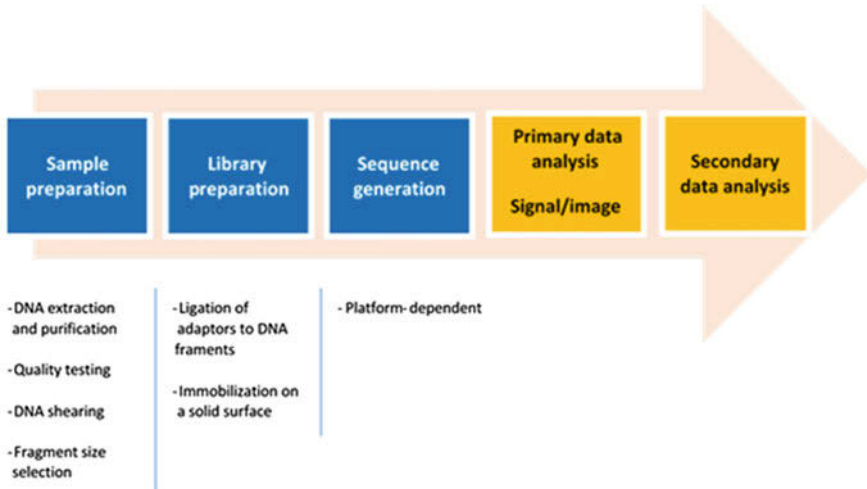 Sample
preparation
Library
preparation
Sequence
generation
Primary data
analysis
Signal/image
Secondary
data analysis
-DNA extraction
and purification
-Quality testing
-DNA shearing
-Fragment size
selection
-Ligation of
adaptors to DNA
framents
-Immobilization on
a solid surface
- Platform-dependent